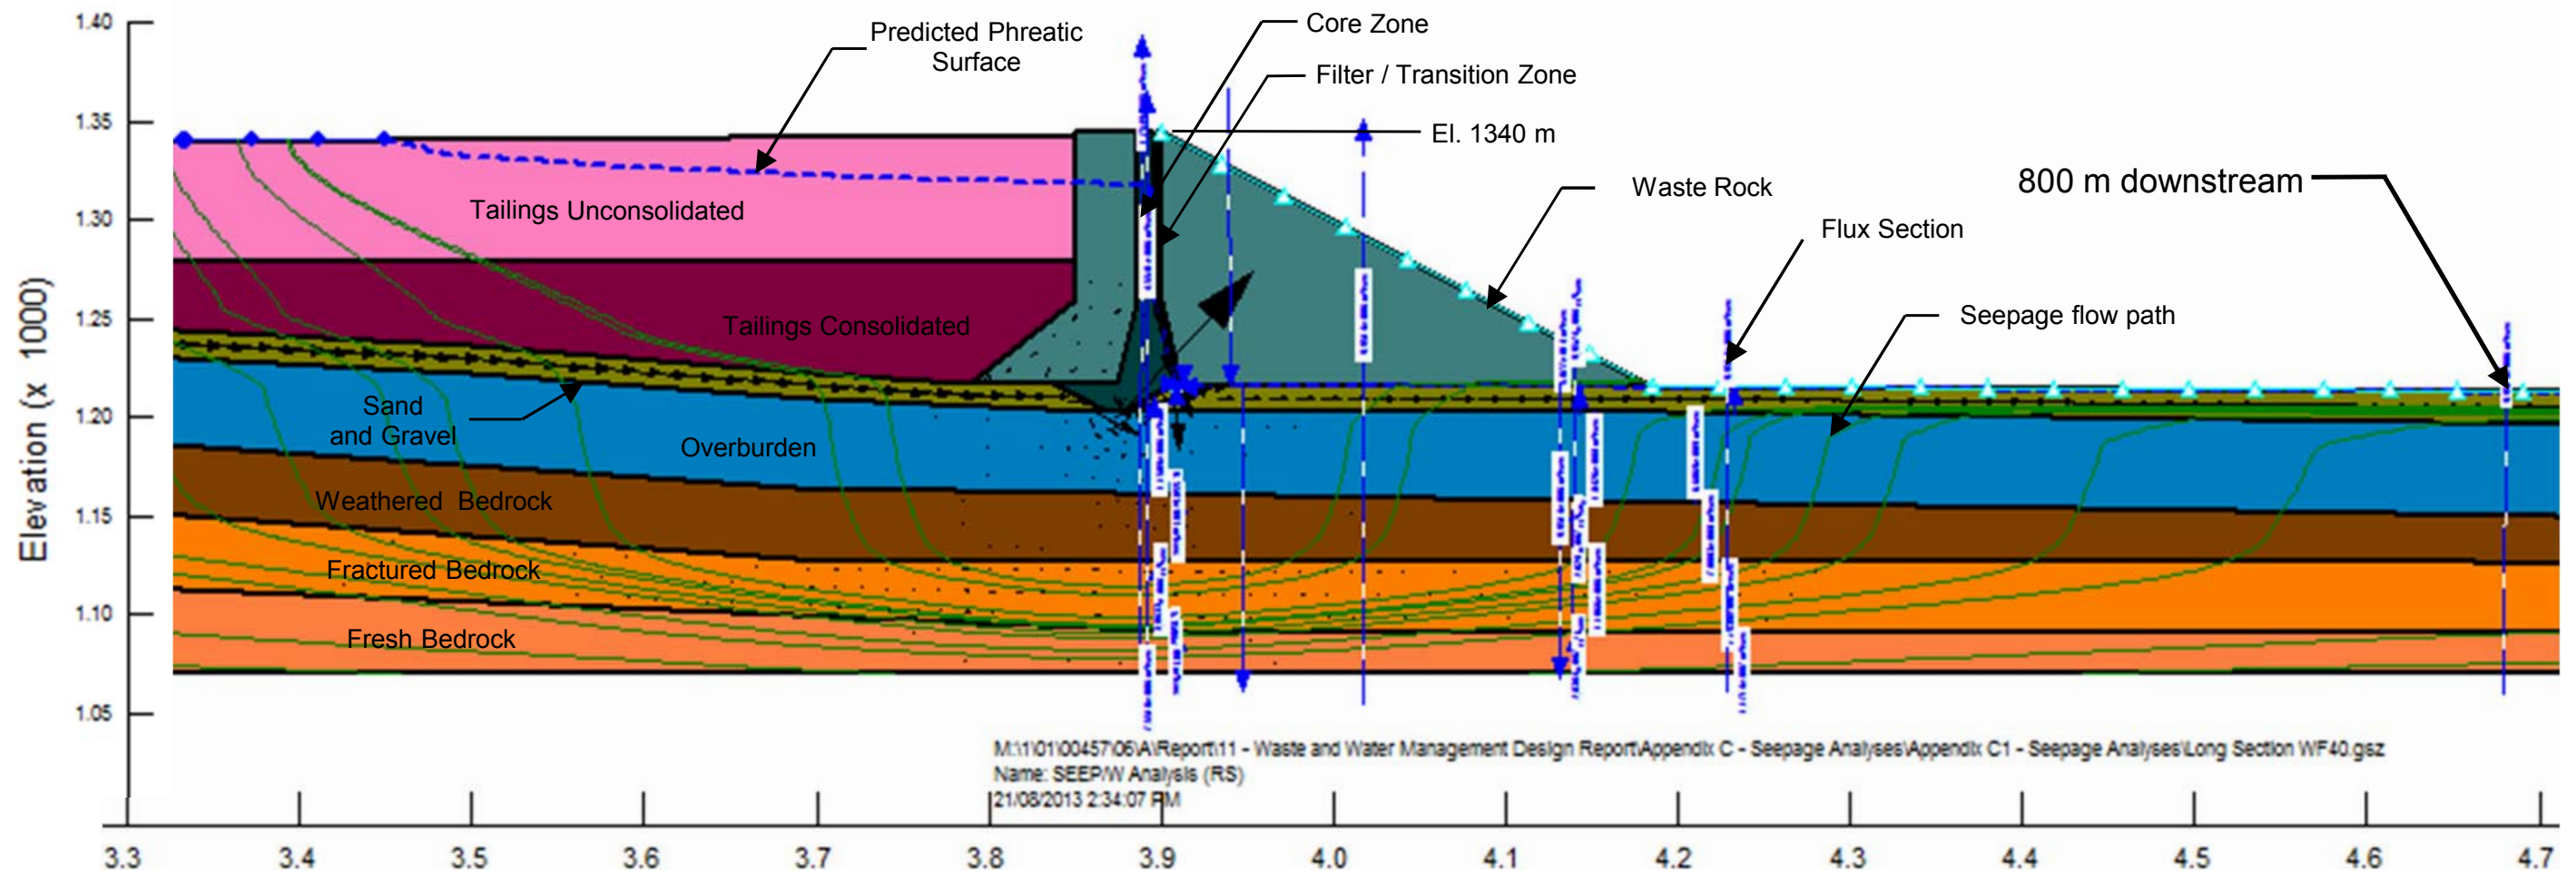 1.40
1.35
1.30
1.25
1.20
1.15
1.10
1.05
Elevation (x 1000)
Predicted Phreatic
Surface
Core Zone
Filter / Transition Zone
El. 1340 m
Waste Rock
800 m downstream
Flux Section
Seepage flow path
Tailings Unconsolidated
Tailings Consolidated
Sand
and Gravel
Overburden
Weathered Bedrock
Fractured Bedrock
Fresh Bedrock
M:\1\01\00457\06\A\Report\11 - Waste and Water Management Design Report\Appendix C - Seepage Analyses\Appendix C1 - Seepage Analyses\Long Section WF40.gsz
Name: SEEP/W Analysis (RS)
21/08/2013 2:34:07 PM
3.3 3.4 3.5 3.6 3.7 3.8 3.9 4.0 4.1 4.2 4.3 4.4 4.5 4.6 4.7